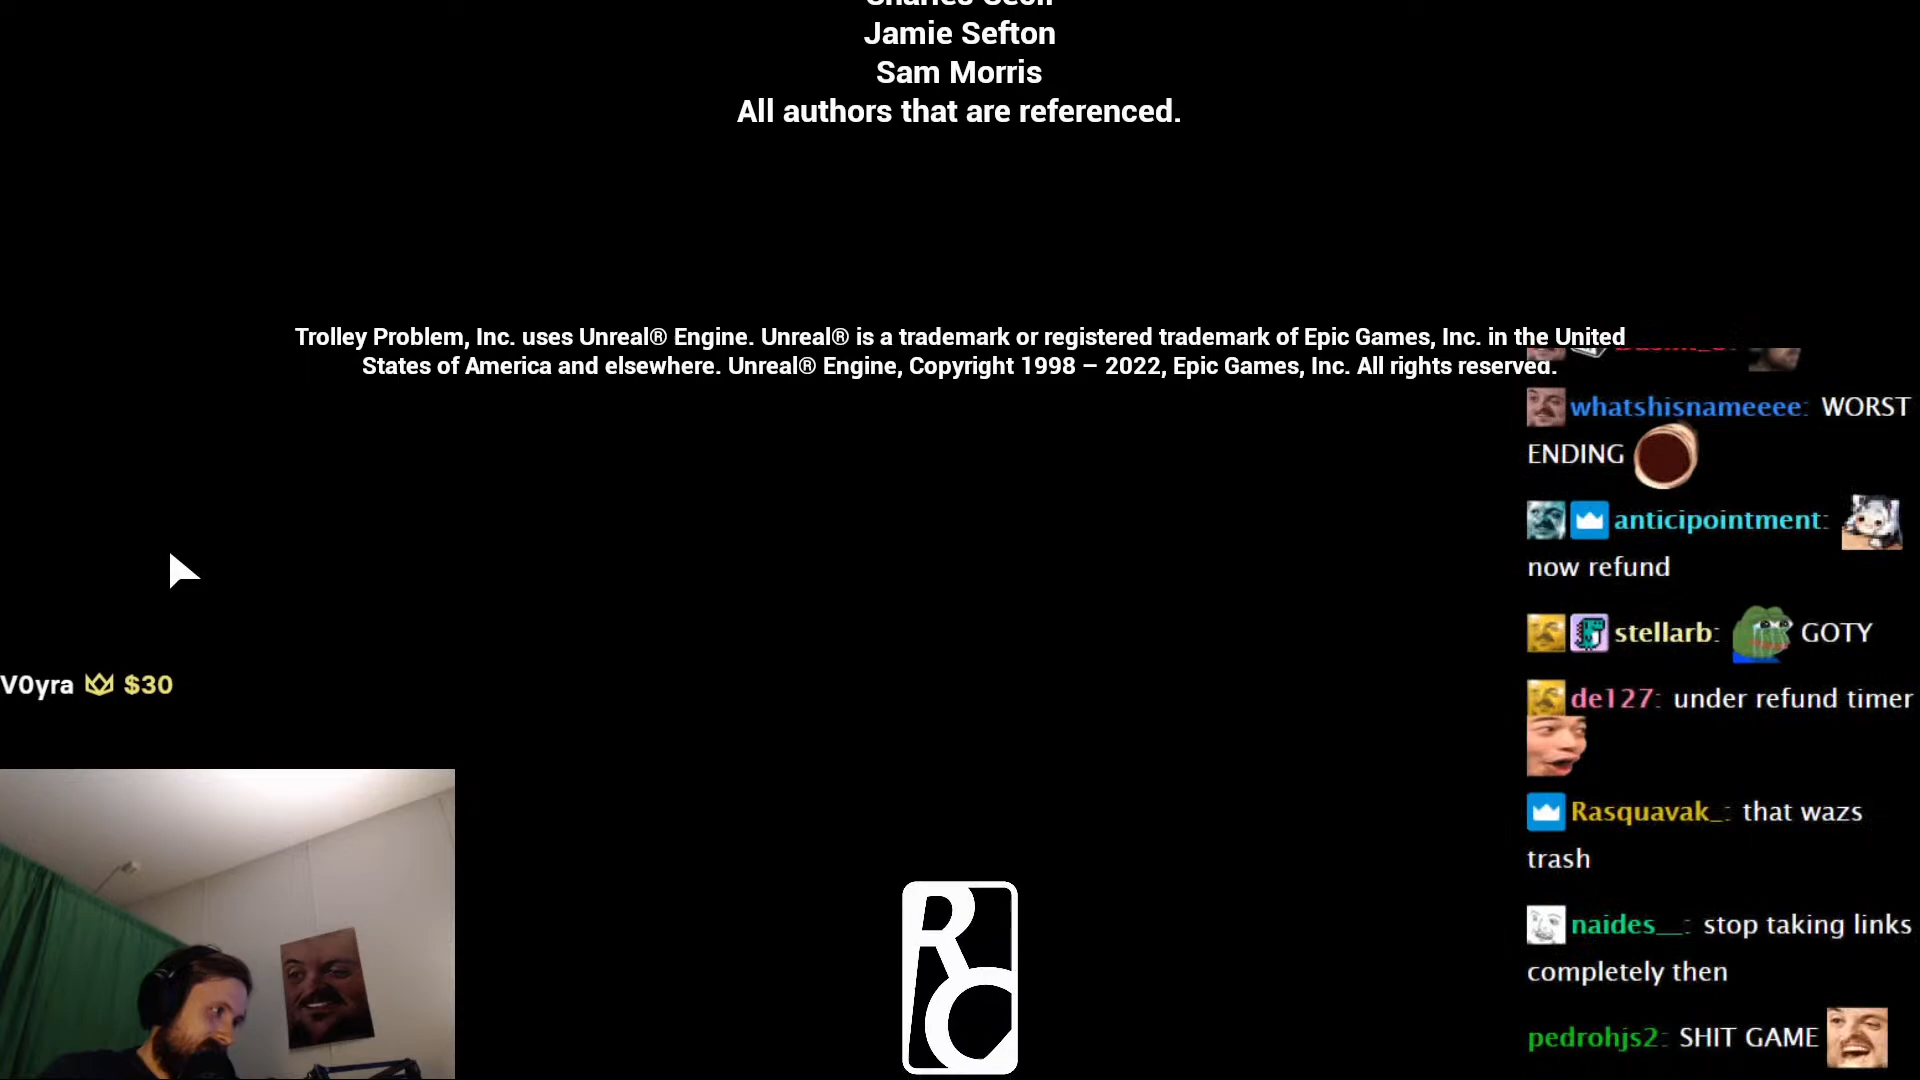 Jamie Sefton
Sam Morris
All authors that are referenced.
Trolley Problem, Inc. uses Unreal® Engine. Unreal® is a trademark or registered trademark of Epic Games, Inc. in the United
States of America and elsewhere. Unreal® Engine, Copyright 1998 – 2022, Epic Games, Inc. All rights reserved.
whatshisnameeee: WORST
ENDING
anticipointment:
now refund
stellarb: GOTY
de127: under refund timer
Rasquavak_: that wazs
trash
naides__: stop taking links
completely then
pedrohjs2: SHIT GAME
V0yra $30
RC